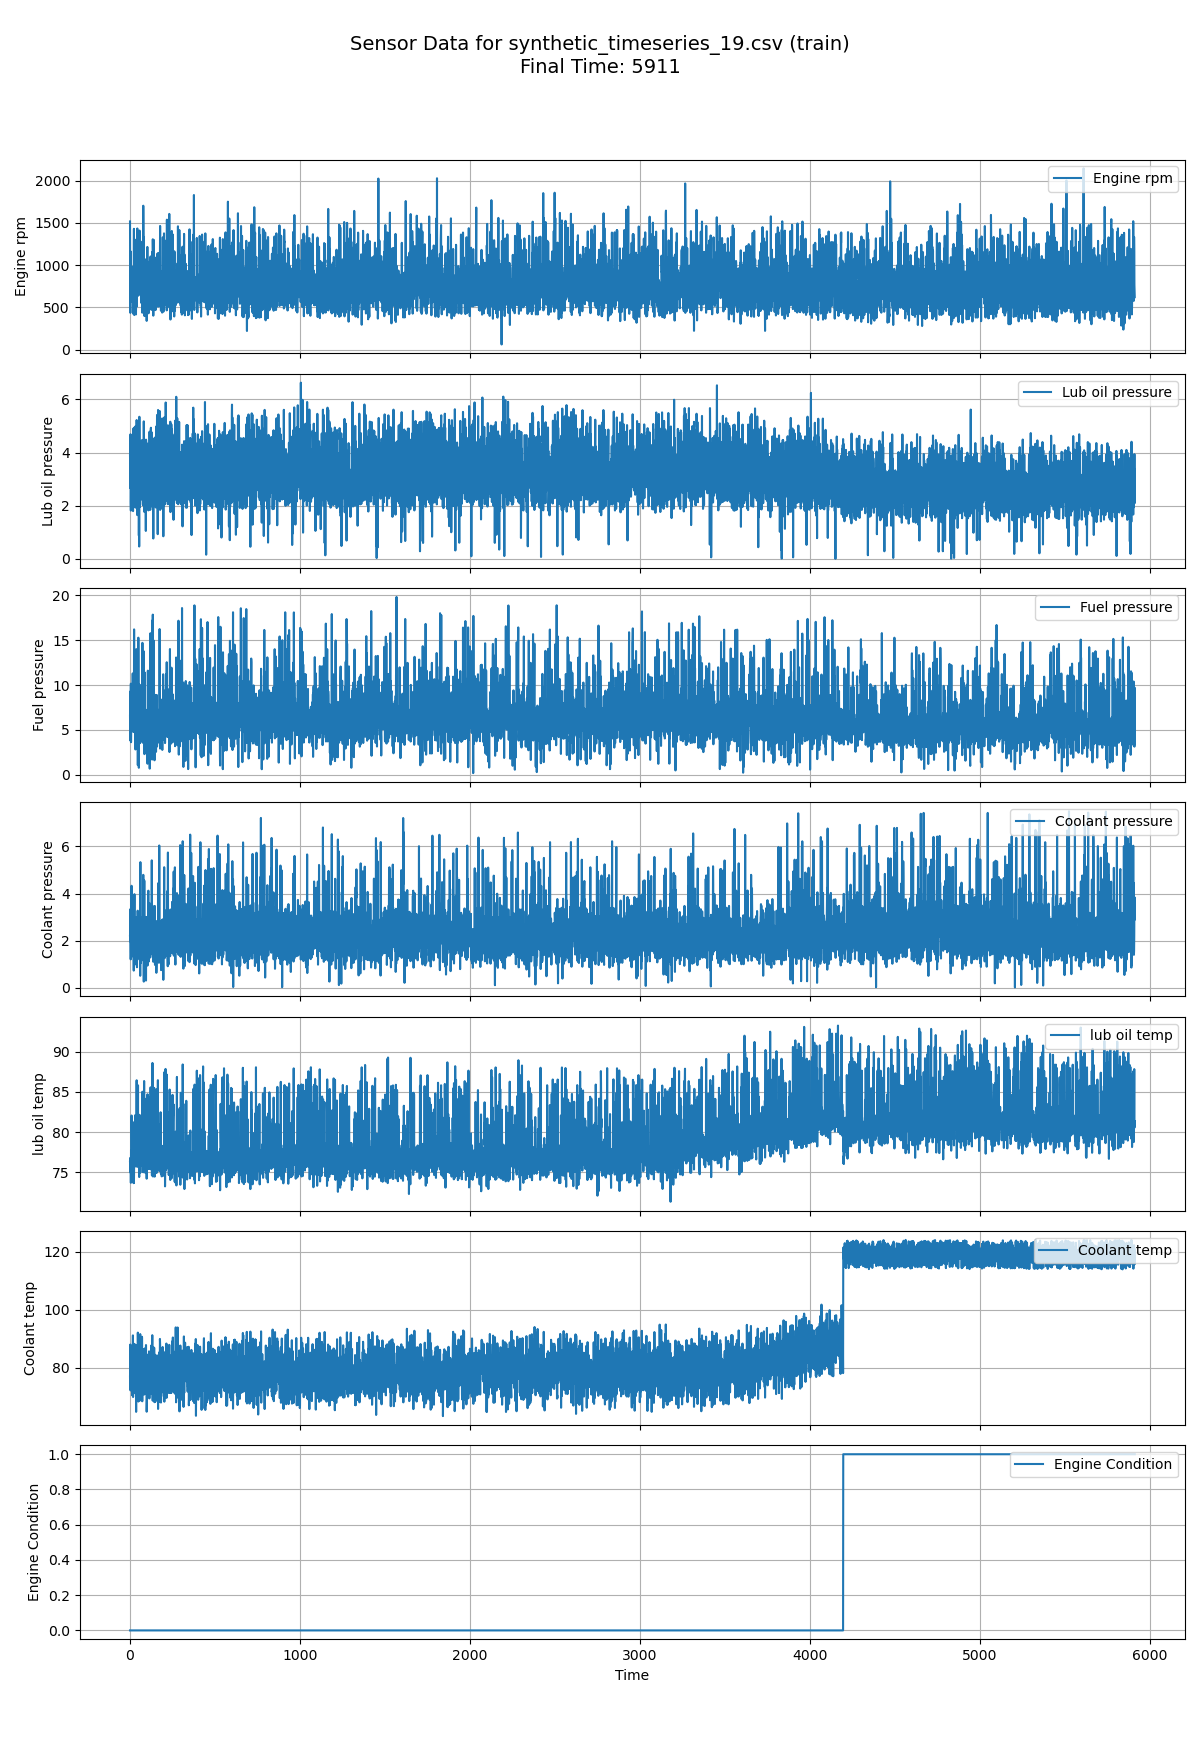 Sensor Data for synthetic_timeseries_19.csv (train)
Final Time: 5911
Engine rpm
2000
1500
1000
500
0
Engine rpm
Lub oil pressure
6
4
2
0
Lub oil pressure
Fuel pressure
20
15
10
5
0
Fuel pressure
Coolant pressure
6
4
2
0
Coolant pressure
lub oil temp
90
85
80
75
lub oil temp
Coolant temp
120
100
80
Coolant temp
Engine Condition
1.0
0.8
0.6
0.4
0.2
0.0
Engine Condition
0 1000 2000 3000 4000 5000 6000
Time